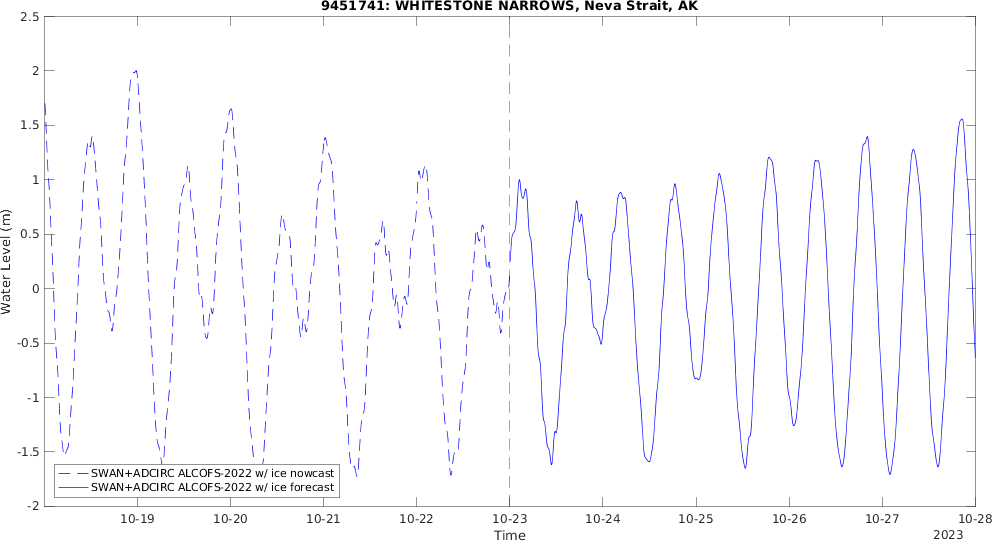 9451741: WHITESTONE NARROWS, Neva Strait, AK
2.5
2
1.5
1
0.5
0
-0.5
-1
-1.5
-2
Water Level (m)
SWAN+ADCIRC ALCOFS-2022 w/ ice nowcast
SWAN+ADCIRC ALCOFS-2022 w/ ice forecast
10-19 10-20 10-21 10-22 10-23 10-24 10-25 10-26 10-27 10-28
Time
2023